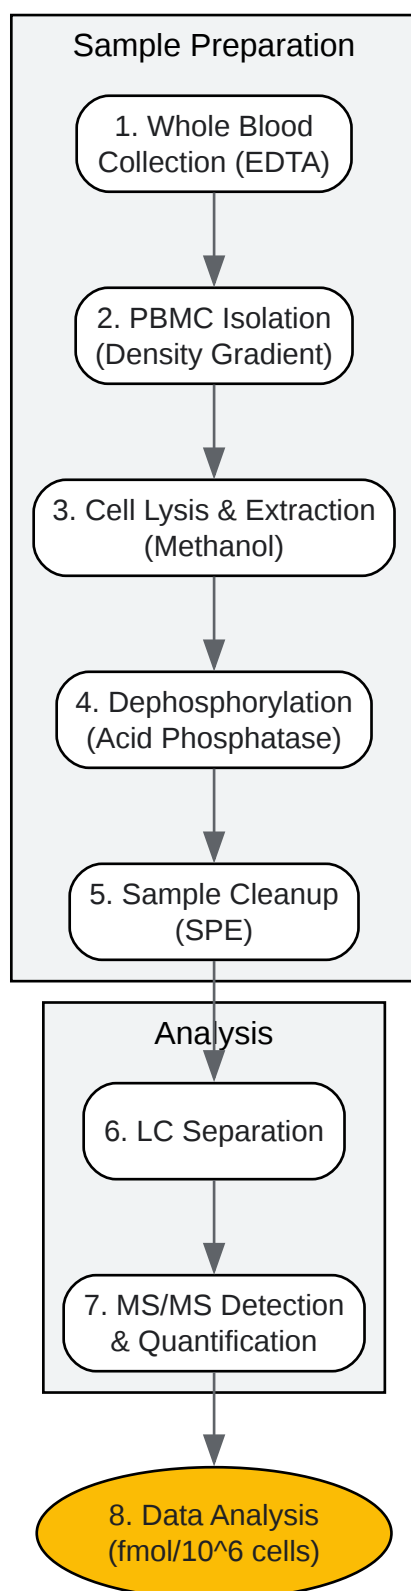 Sample Preparation
1. Whole Blood
Collection (EDTA)
2. PBMC Isolation
(Density Gradient)
3. Cell Lysis & Extraction
(Methanol)
4. Dephosphorylation
(Acid Phosphatase)
5. Sample Cleanup
(SPE)
Analysis
6. LC Separation
7. MS/MS Detection
& Quantification
8. Data Analysis
(fmol/10^6 cells)